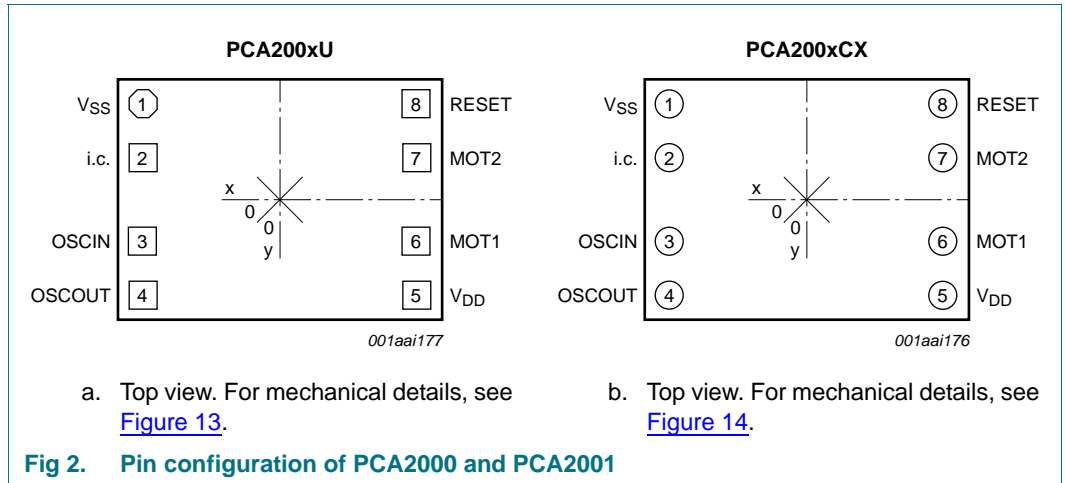 PCA200xU
VSS 1 8 RESET
i.c. 2 7 MOT2
x
0
0
y
OSCIN 3 6 MOT1
OSCOUT 4 5 VDD
001aai177
a. Top view. For mechanical details, see
Figure 13.
PCA200xCX
VSS 1 8 RESET
i.c. 2 7 MOT2
x
0
0
y
OSCIN 3 6 MOT1
OSCOUT 4 5 VDD
001aai176
b. Top view. For mechanical details, see
Figure 14.
Fig 2. Pin configuration of PCA2000 and PCA2001